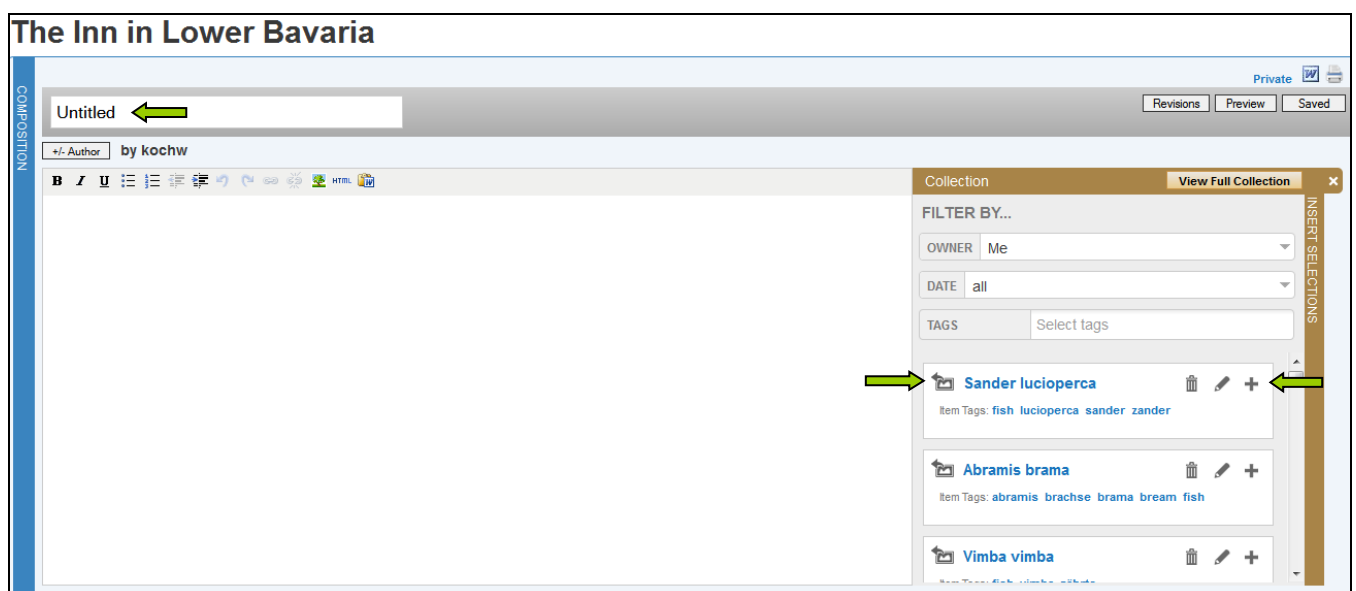 The Inn in Lower Bavaria
Private
COMPOSITION
Untitled
Revisions Preview Saved
+/- Author by kochw
B I U HTML
Collection View Full Collection ×
INSERT SELECTIONS
FILTER BY...
OWNER Me
DATE all
TAGS Select tags
Sander lucioperca
Item Tags: fish lucioperca sander zander
Abramis brama
Item Tags: abramis brachse brama bream fish
Vimba vimba